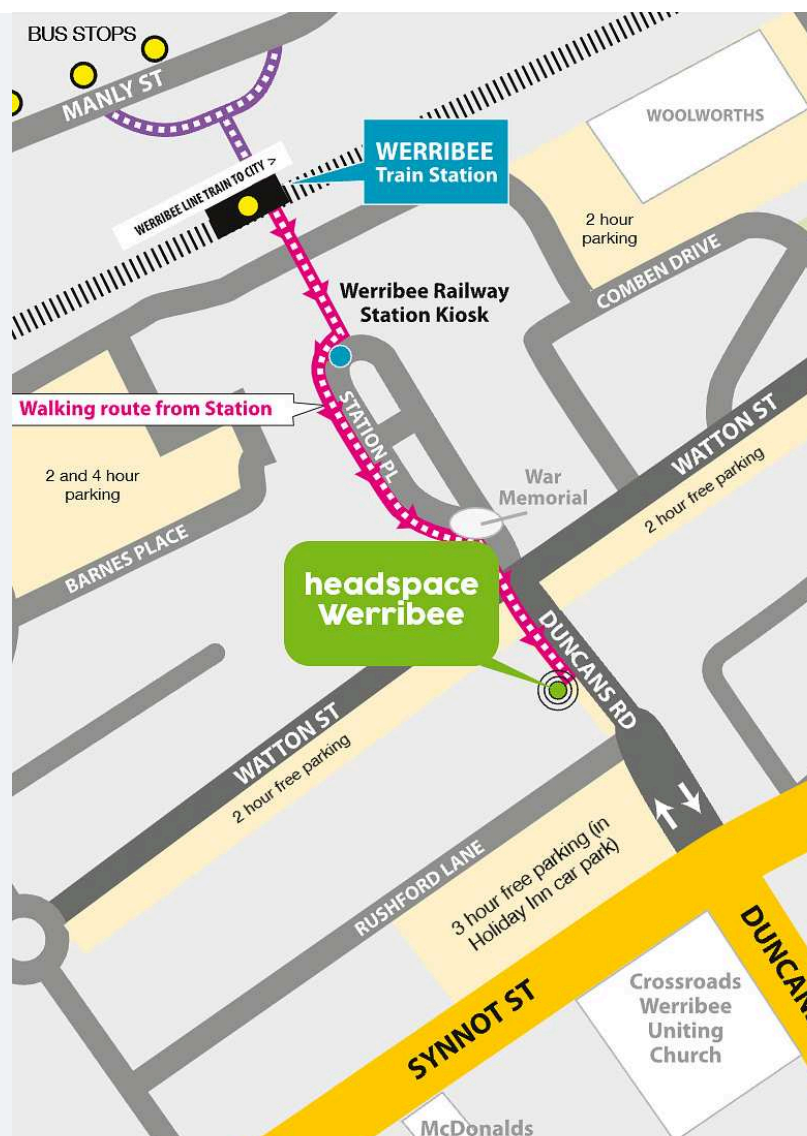 BUS STOPS
MANLY ST
WOOLWORTHS
WERRIBEE
Train Station
WERRIBEE LINE TRAIN TO CITY >
2 hour
parking
COMBEN DRIVE
Werribee Railway
Station Kiosk
Walking route from Station
STATION PL
WATTON ST
2 hour free parking
2 and 4 hour
parking
War
Memorial
BARNES PLACE
headspace
Werribee
DUNCANS RD
WATTON ST
2 hour free parking
RUSHFORD LANE
3 hour free parking (in
Holiday Inn car park)
SYNNOT ST
DUNCAN
Crossroads
Werribee
Uniting
Church
McDonalds